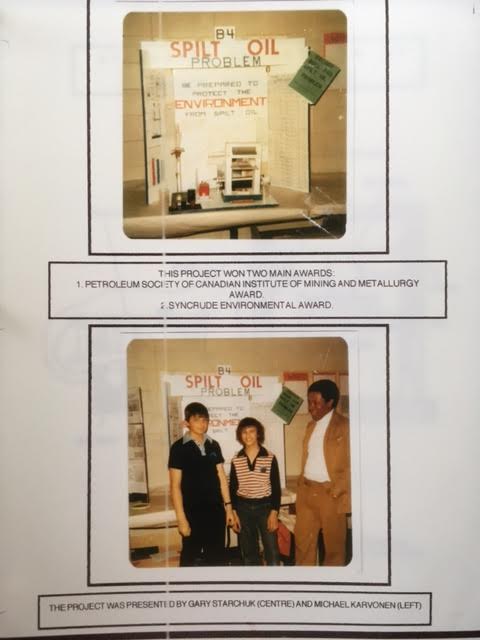 B4
SPILT OIL
PROBLEM
BE PREPARED TO
PROTECT THE
ENVIRONMENT
FROM SPILT OIL
THIS PROJECT WON TWO MAIN AWARDS:
1. PETROLEUM SOCIETY OF CANADIAN INSTITUTE OF MINING AND METALLURGY
AWARD.
2. SYNCRUDE ENVIRONMENTAL AWARD.
B4
SPILT OIL
PROBLEM
THE PROJECT WAS PRESENTED BY GARY STARCHUK (CENTRE) AND MICHAEL KARVONEN (LEFT)